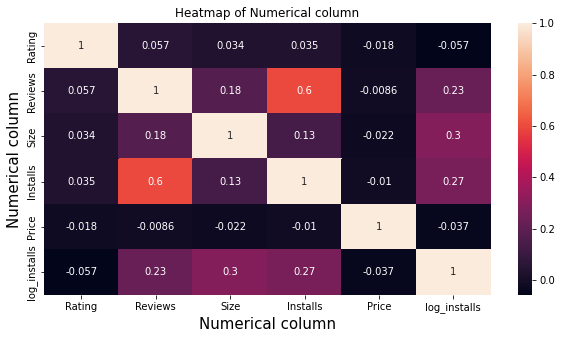 Heatmap of Numerical column
Numerical column
Rating
1 0.057 0.034 0.035 -0.018 -0.057
Reviews
0.057 1 0.18 0.6 -0.0086 0.23
Size
0.034 0.18 1 0.13 -0.022 0.3
Installs
0.035 0.6 0.13 1 -0.01 0.27
Price
-0.018 -0.0086 -0.022 -0.01 1 -0.037
log_installs
-0.057 0.23 0.3 0.27 -0.037 1
Rating Reviews Size Installs Price log_installs
Numerical column
1.0
0.8
0.6
0.4
0.2
0.0